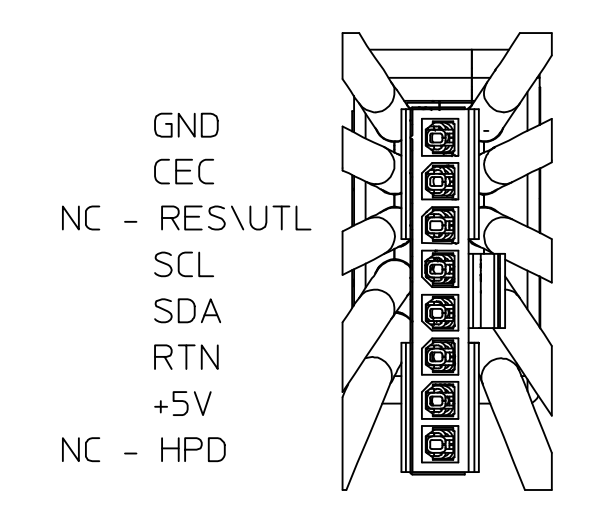 GND
CEC
NC - RES\UTL
SCL
SDA
RTN
+5V
NC - HPD